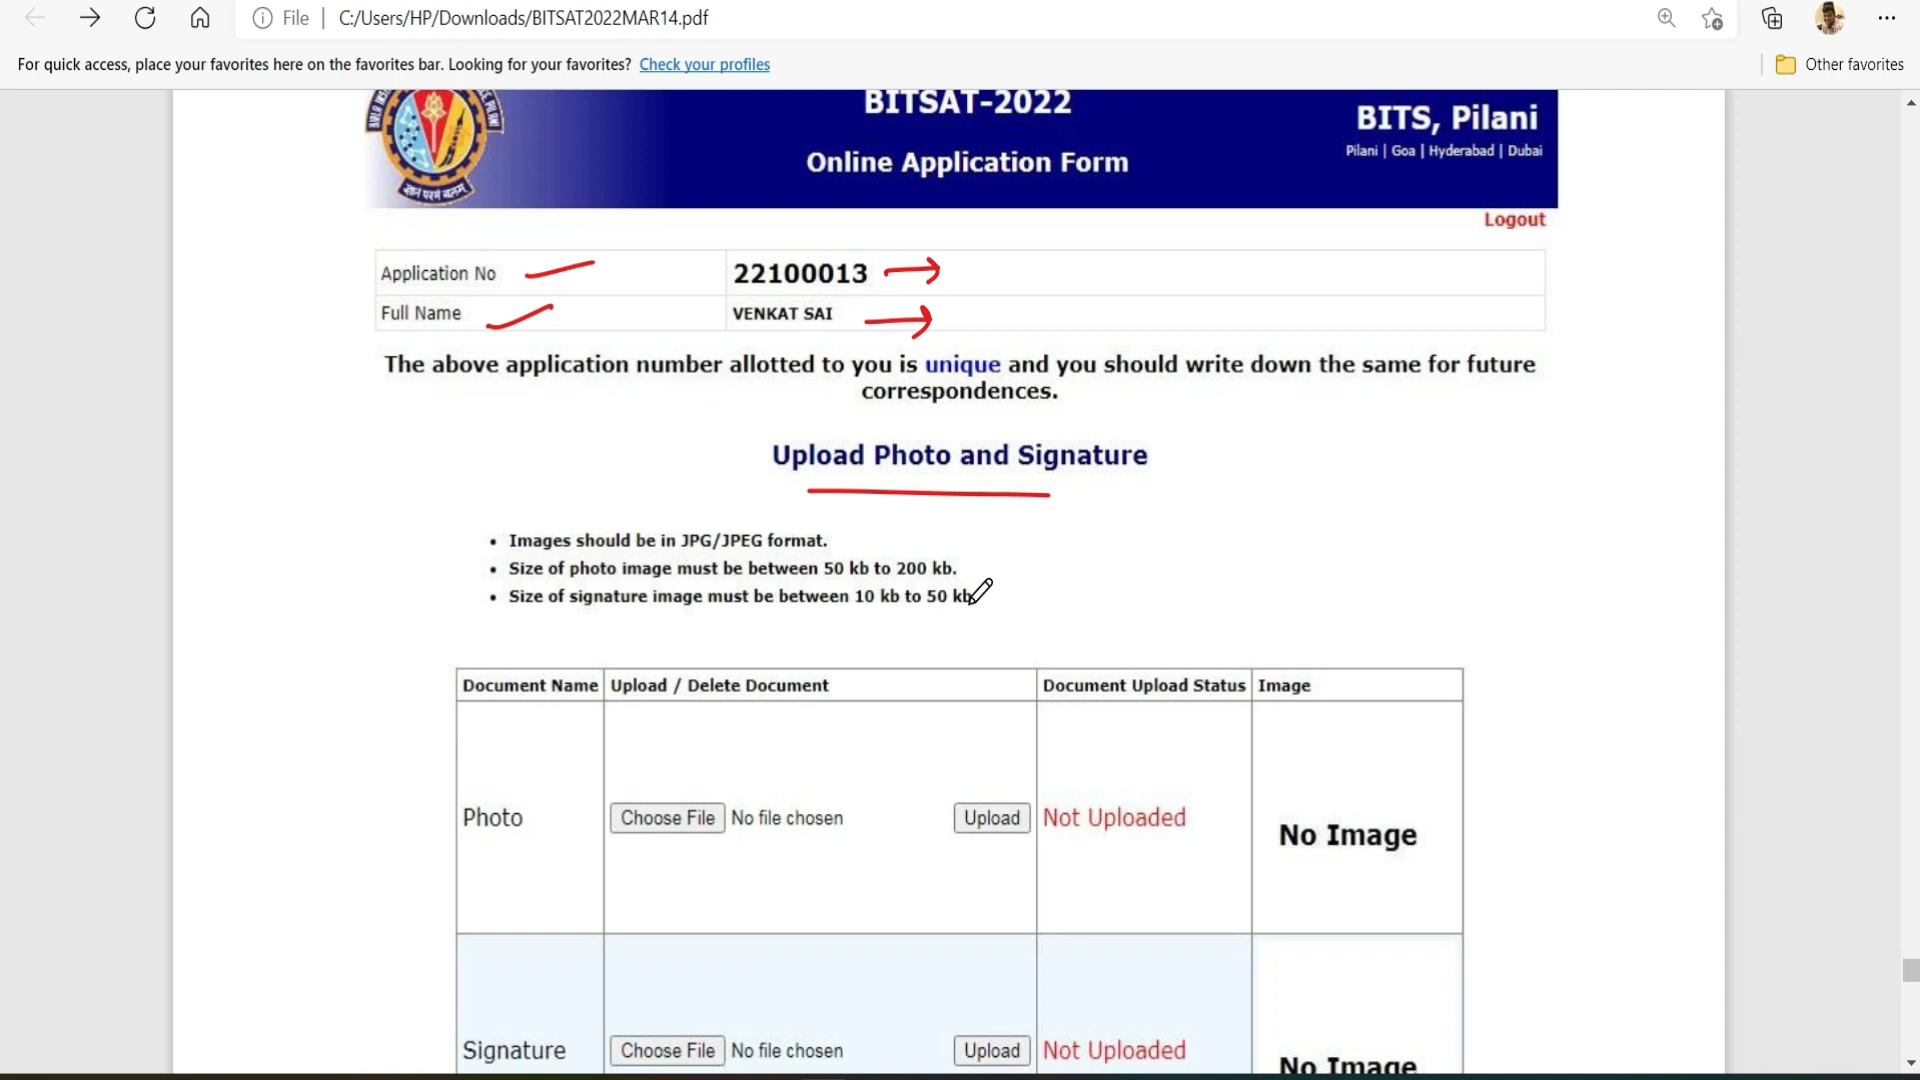 File C:/Users/HP/Downloads/BITSAT2022MAR14.pdf
For quick access, place your favorites here on the favorites bar. Looking for your favorites? Check your profiles
Other favorites
BITSAT-2022
BITS, Pilani
Pilani | Goa | Hyderabad | Dubai
Online Application Form
Logout
Application No 22100013
Full Name VENKAT SAI
The above application number allotted to you is unique and you should write down the same for future
correspondences.
Upload Photo and Signature
• Images should be in JPG/JPEG format.
• Size of photo image must be between 50 kb to 200 kb.
• Size of signature image must be between 10 kb to 50 kb
Document Name Upload / Delete Document Document Upload Status Image
Photo Choose File No file chosen Upload Not Uploaded No Image
Signature Choose File No file chosen Upload Not Uploaded No Image